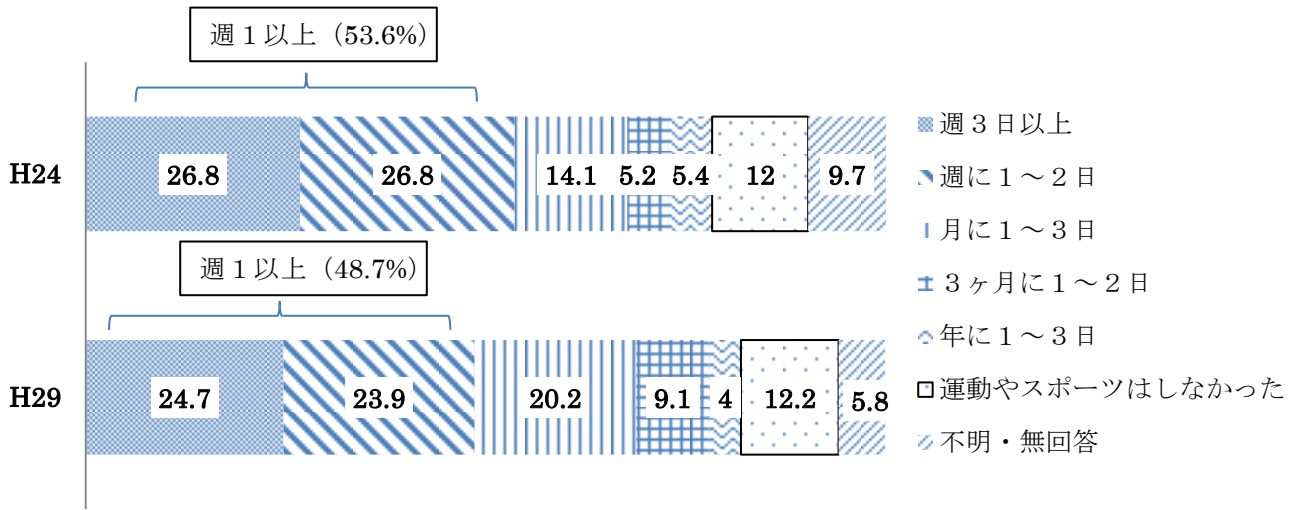 週１以上（53.6%）
H24
26.8
26.8
14.1
5.2
5.4
12
9.7
週１以上（48.7%）
H29
24.7
23.9
20.2
9.1
4
12.2
5.8
週３日以上
週に１～２日
月に１～３日
３ヶ月に１～２日
年に１～３日
運動やスポーツはしなかった
不明・無回答